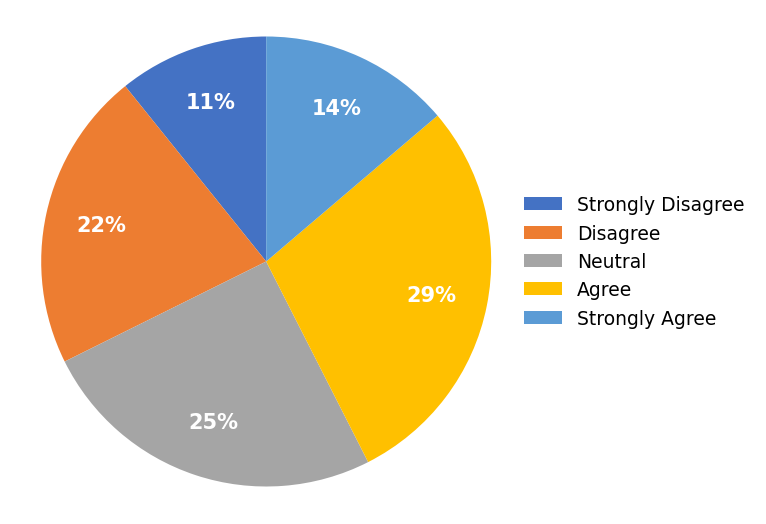 11%
14%
22%
29%
25%
Strongly Disagree
Disagree
Neutral
Agree
Strongly Agree